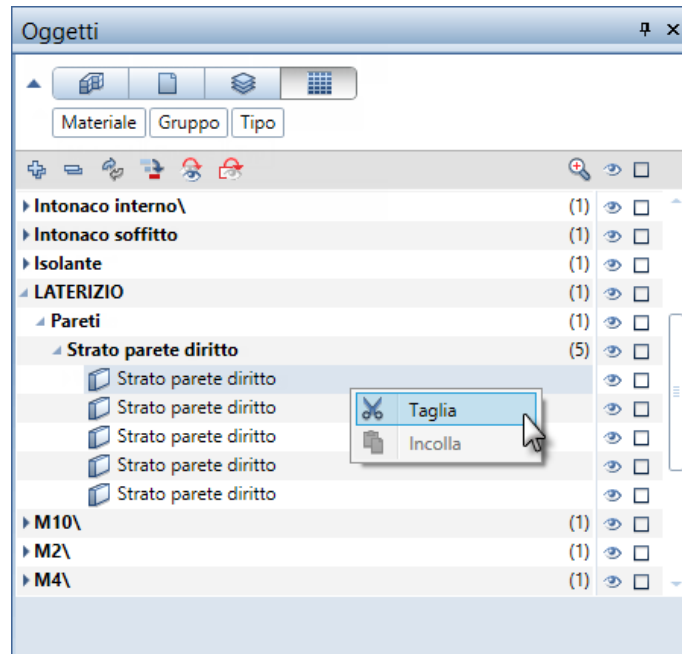 Oggetti
Materiale Gruppo Tipo
Intonaco interno\ (1)
Intonaco soffitto (1)
Isolante (1)
LATERIZIO (1)
Pareti (1)
Strato parete diritto (5)
Strato parete diritto
Strato parete diritto
Taglia
Strato parete diritto
Incolla
Strato parete diritto
Strato parete diritto
M10\ (1)
M2\ (1)
M4\ (1)